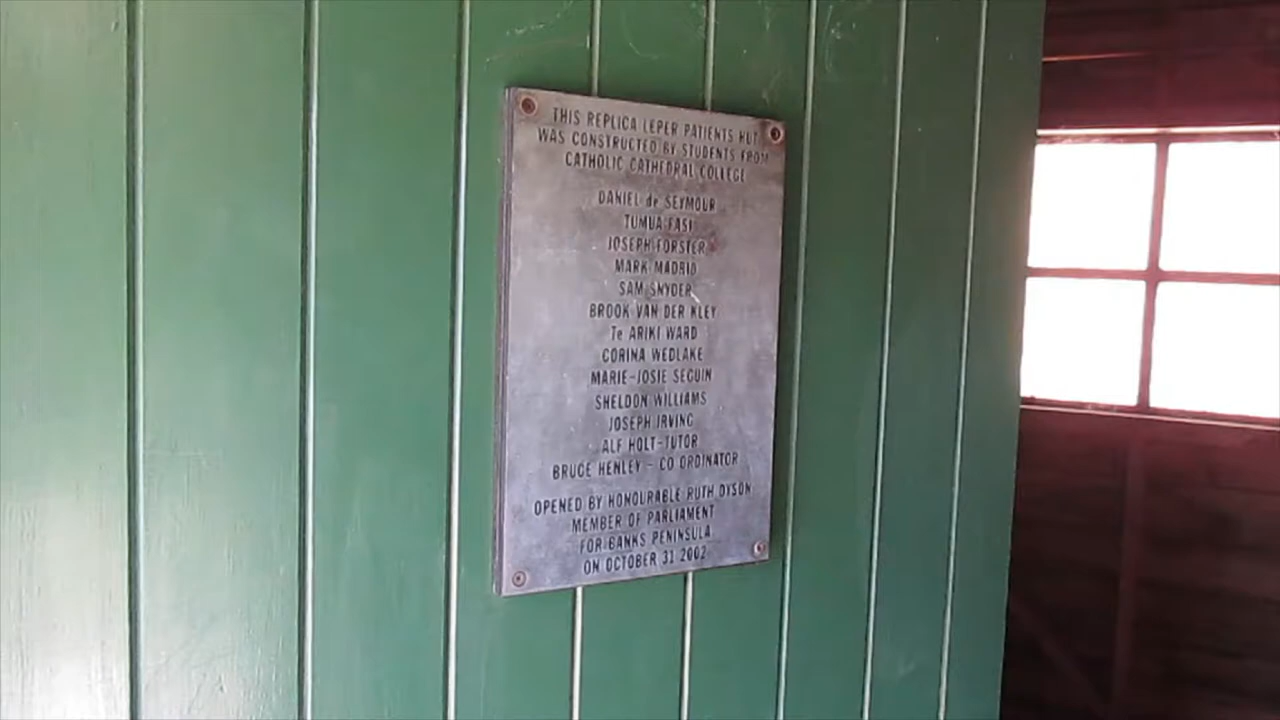 THIS REPLICA LEPER PATIENTS HUT
WAS CONSTRUCTED BY STUDENTS FROM
CATHOLIC CATHEDRAL COLLEGE
DANIEL de SEYMOUR
TUMUA FASI
JOSEPH FORSTER
MARK MADRID
SAM SNYDER
BROOK VAN DER KLEY
Te ARIKI WARD
CORINA WEDLAKE
MARIE-JOSIE SEGUIN
SHELDON WILLIAMS
JOSEPH IRVING
ALF HOLT-TUTOR
BRUCE HENLEY - CO ORDINATOR
OPENED BY HONOURABLE RUTH DYSON
MEMBER OF PARLIAMENT
FOR BANKS PENINSULA
ON OCTOBER 31 2002